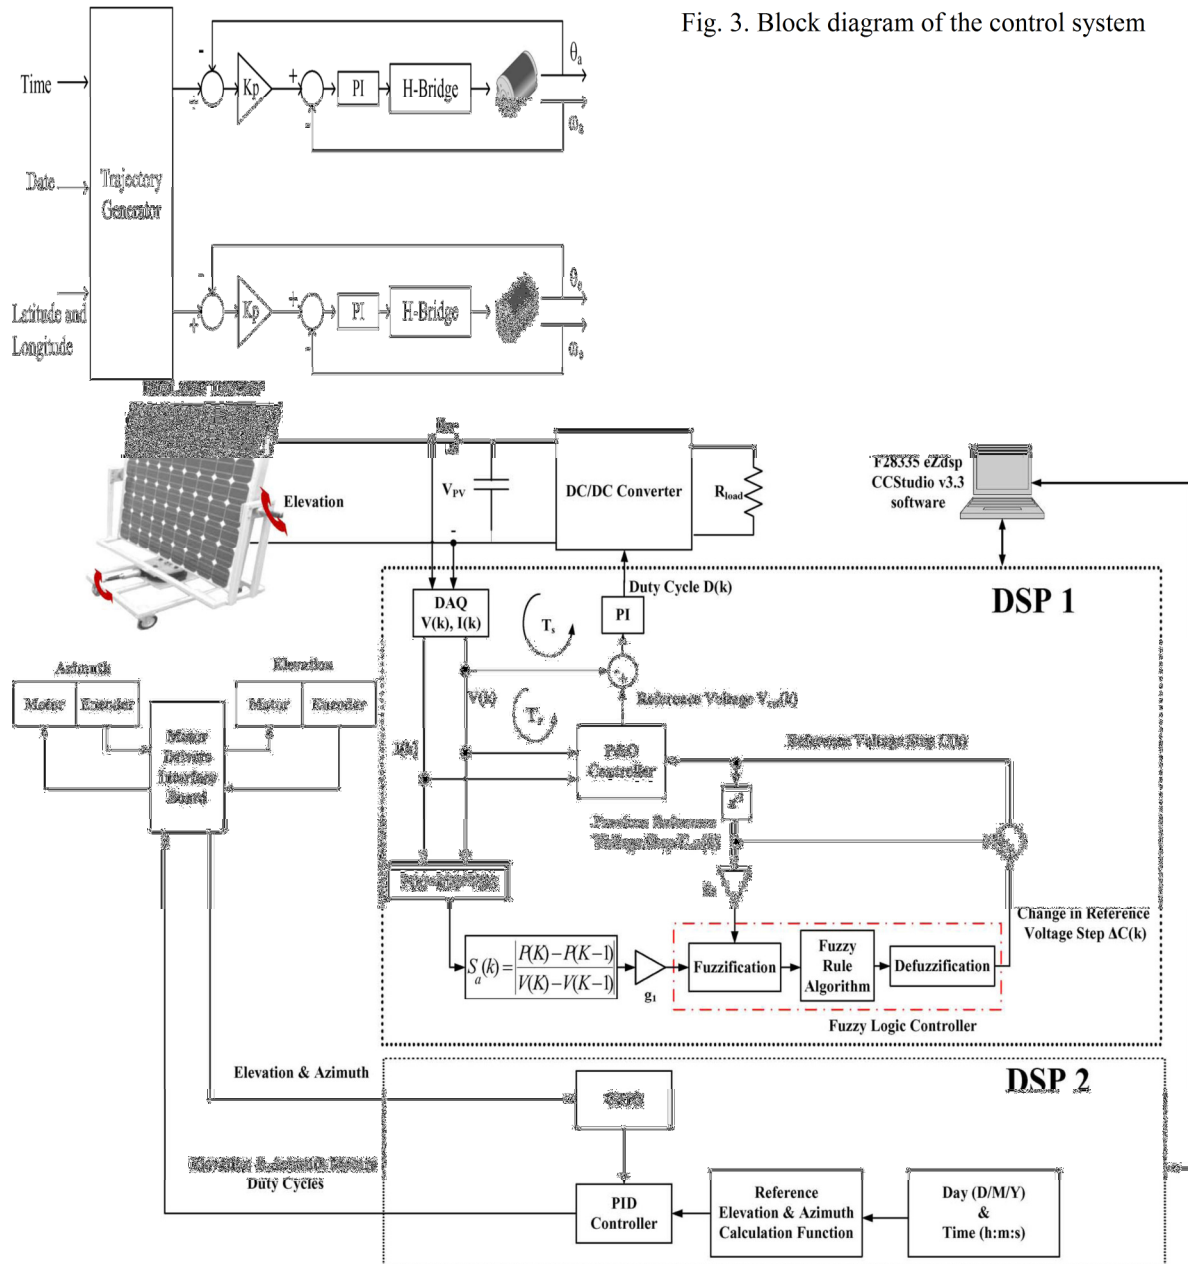 Fig. 3. Block diagram of the control system
Time
Date
Latitude and
Longitude
Trajectory
Generator
-
+
Kp
+
-
PI
H-Bridge
θa
ωa
-
+
Kp
+
-
PI
H-Bridge
θe
ωe
Elevation
VPV
-
DC/DC Converter
Rload
F28335 eZdsp
CCStudio v3.3
software
DSP 1
Duty Cycle D(k)
PI
DAQ
V(k), I(k)
Ts
V(k)
I(k)
Reference Voltage Vref(k)
P&O
Controller
Reference Voltage Step C(k)
Azimuth
Motor
Encoder
Elevation
Motor
Encoder
Motor
Drivers
Interface
Board
Previous Reference
Change in Reference
Voltage Step ΔC(k)
Sa(k)=|P(K)−P(K−1)/V(K)−V(K−1)|
g1
Fuzzification
Fuzzy
Rule
Algorithm
Defuzzification
Fuzzy Logic Controller
DSP 2
Elevation & Azimuth
Duty Cycles
PID
Controller
Reference
Elevation & Azimuth
Calculation Function
Day (D/M/Y)
&
Time (h:m:s)